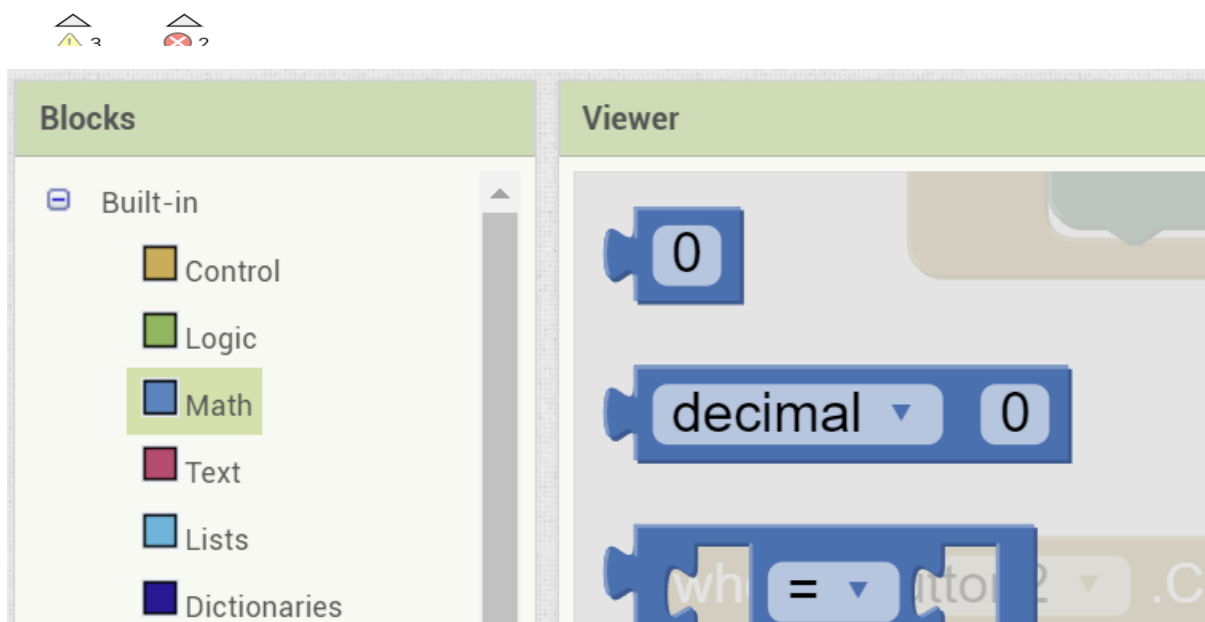 3 2
Blocks
Viewer
Built-in
Control
Logic
Math
Text
Lists
Dictionaries
0
decimal 0
=
.C